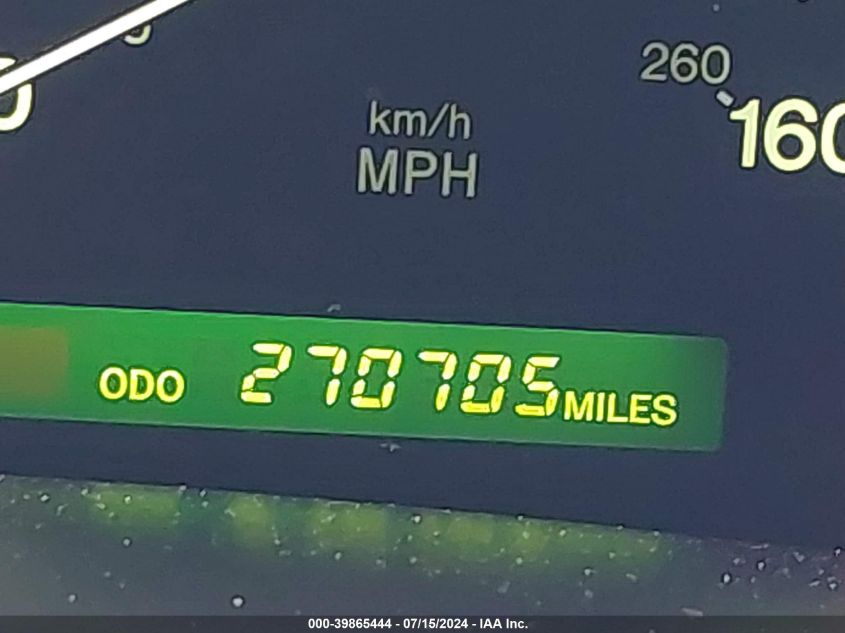 260
160
km/h
MPH
ODO 270705 MILES
000-39865444 - 07/15/2024 - IAA Inc.